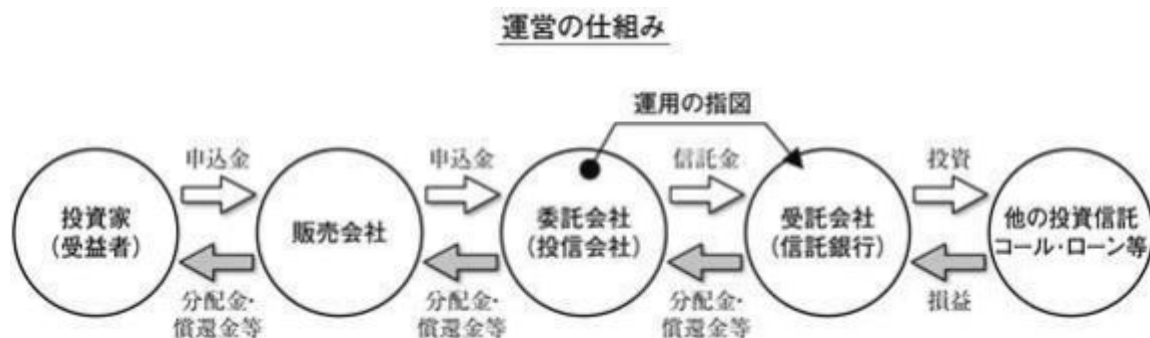 運営の仕組み
運用の指図
申込金
申込金
信託金
投資
投資家
(受益者)
販売会社
委託会社
(投信会社)
受託会社
(信託銀行)
他の投資信託
コール・ローン等
分配金・
償還金等
分配金・
償還金等
分配金・
償還金等
損益